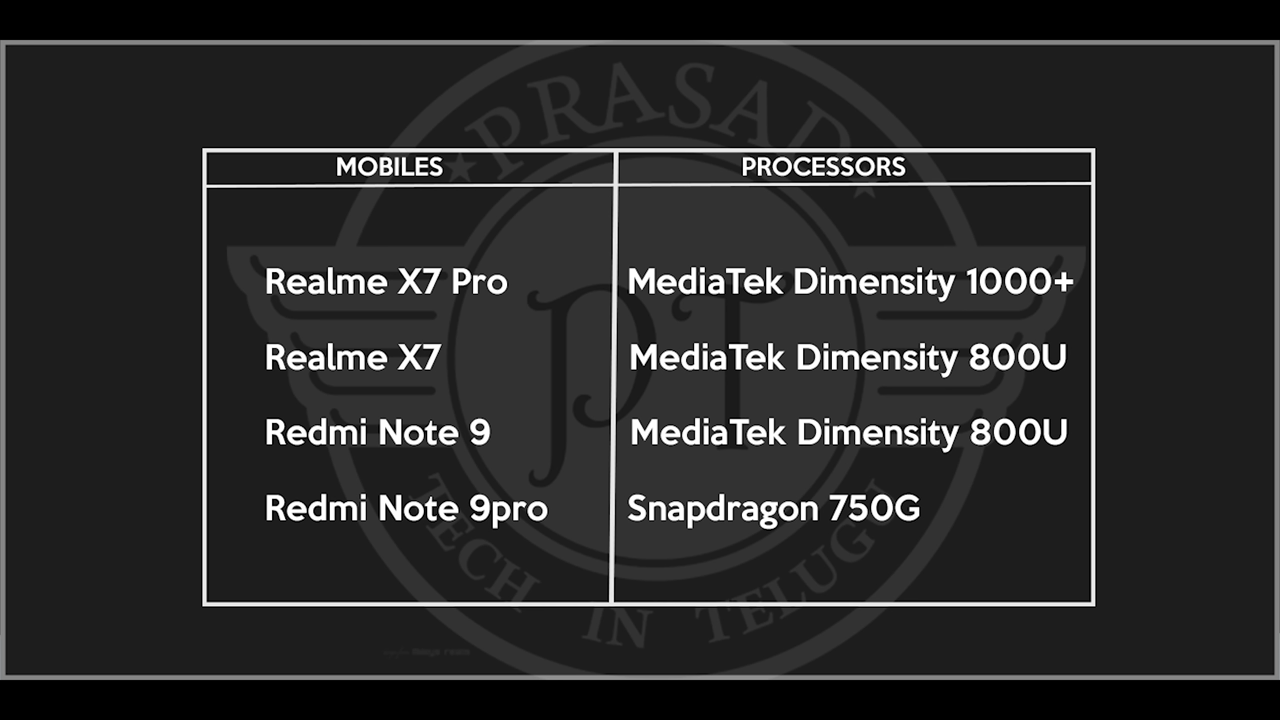 PRASAD
MOBILES PROCESSORS
Realme X7 Pro MediaTek Dimensity 1000+
Realme X7 MediaTek Dimensity 800U
Redmi Note 9 MediaTek Dimensity 800U
Redmi Note 9pro Snapdragon 750G
PT
TECH IN TELUGU